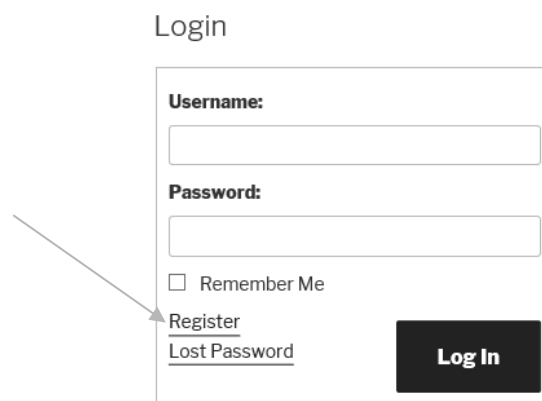 Login
Username:
Password:
Remember Me
Register
Lost Password
Log In